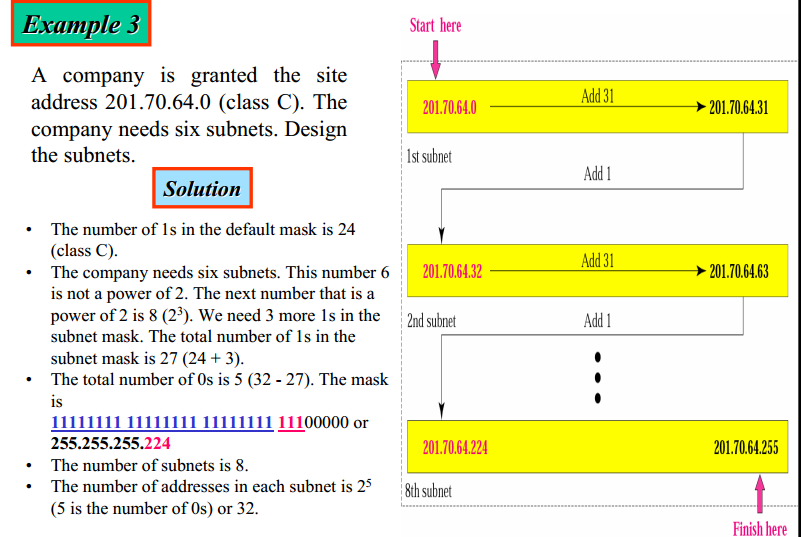 Example 3
A company is granted the site
address 201.70.64.0 (class C). The
company needs six subnets. Design
the subnets.
Solution
• The number of 1s in the default mask is 24
(class C).
• The company needs six subnets. This number 6
is not a power of 2. The next number that is a
power of 2 is 8 (2³). We need 3 more 1s in the
subnet mask. The total number of 1s in the
subnet mask is 27 (24 + 3).
• The total number of 0s is 5 (32 - 27). The mask
is
11111111 11111111 11111111 11100000 or
255.255.255.224
• The number of subnets is 8.
• The number of addresses in each subnet is 2⁵
(5 is the number of 0s) or 32.
Start here
201.70.64.0 Add 31 201.70.64.31
1st subnet
Add 1
201.70.64.32 Add 31 201.70.64.63
2nd subnet Add 1
201.70.64.224 201.70.64.255
8th subnet
Finish here